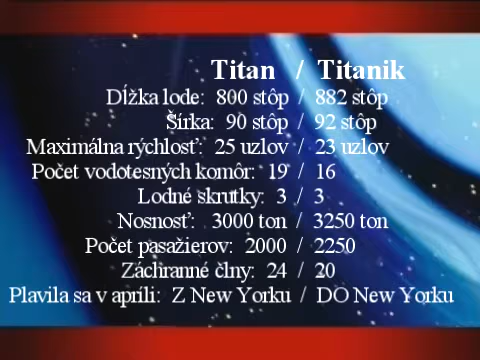 Titan / Titanik
Dĺžka lode: 800 stôp / 882 stôp
Šírka: 90 stôp / 92 stôp
Maximálna rýchlosť: 25 uzlov / 23 uzlov
Počet vodotesných komôr: 19 / 16
Lodné skrutky: 3 / 3
Nosnosť: 3000 ton / 3250 ton
Počet pasažierov: 2000 / 2250
Záchranné člny: 24 / 20
Plavila sa v apríli: Z New Yorku / DO New Yorku